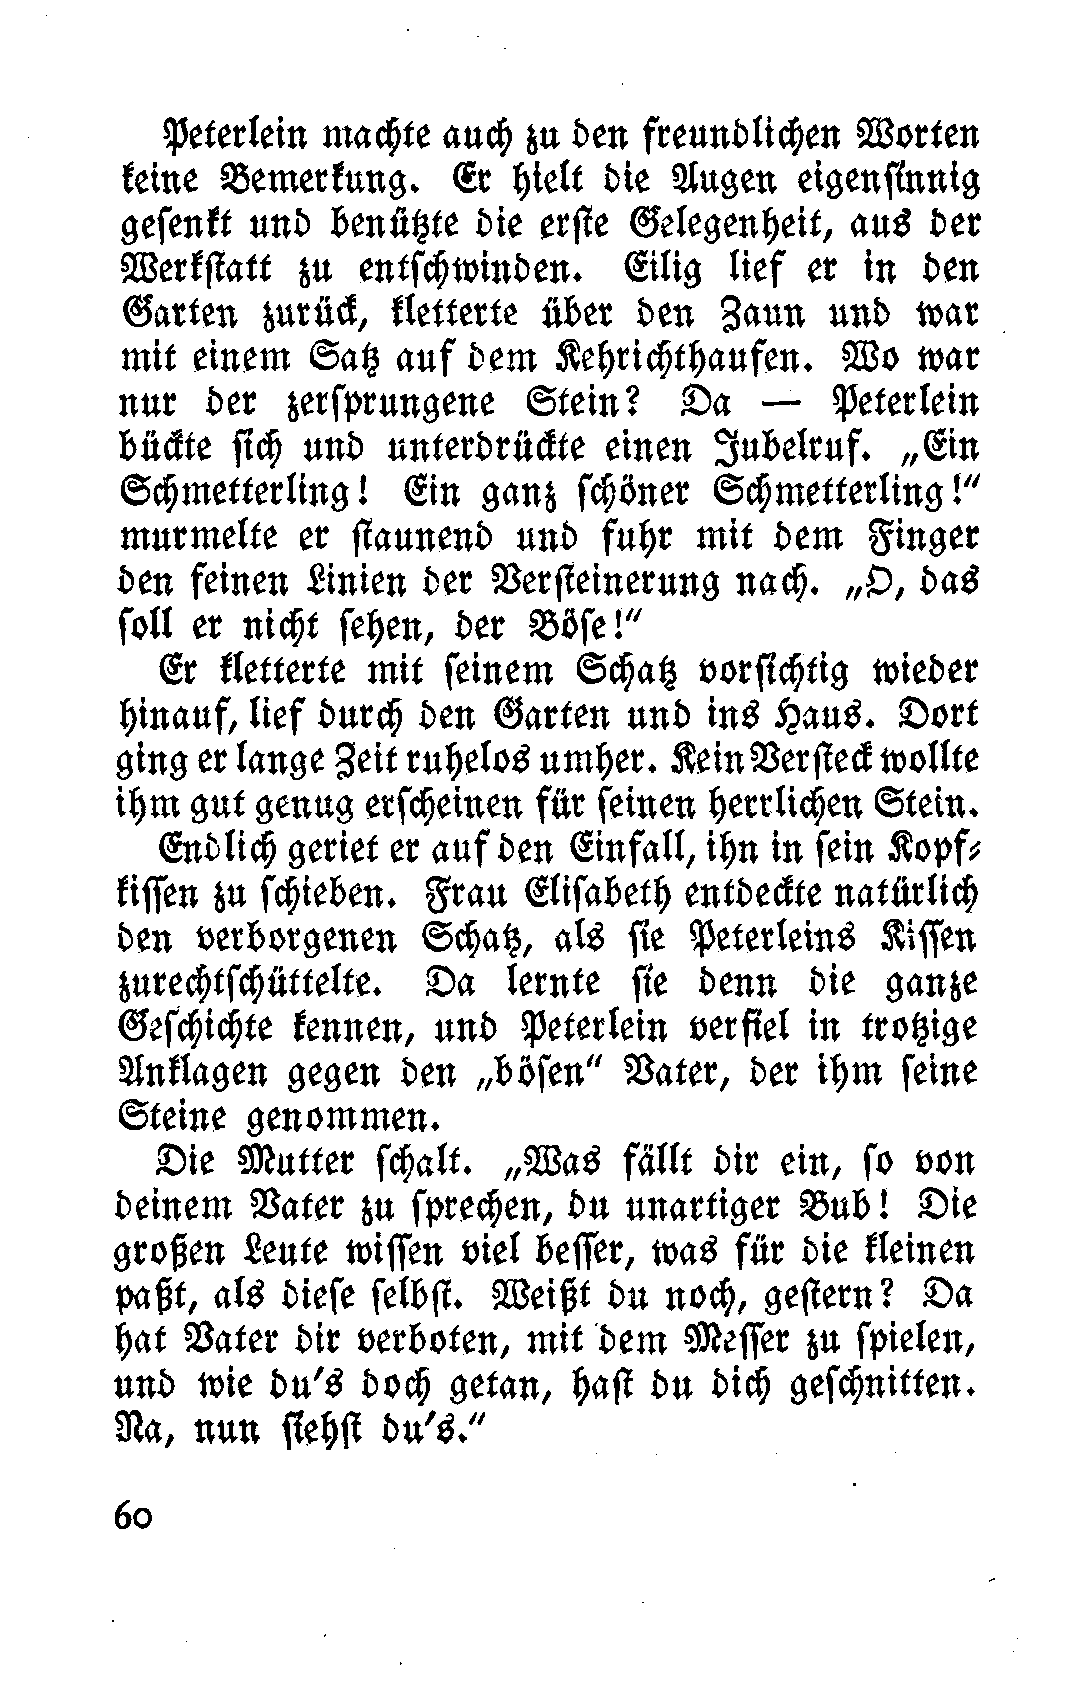 Peterlein machte auch zu den freundlichen Worten
keine Bemerkung. Er hielt die Augen eigensinnig
gesenkt und benützte die erste Gelegenheit, aus der
Werkstatt zu entschwinden. Eilig lief er in den
Garten zurück, kletterte über den Zaun und war
mit einem Satz auf dem Kehrichthaufen. Wo war
nur der zersprungene Stein? Da — Peterlein
bückte sich und unterdrückte einen Jubelruf. „Ein
Schmetterling! Ein ganz schöner Schmetterling!“
murmelte er staunend und fuhr mit dem Finger
den feinen Linien der Versteinerung nach. „O, das
soll er nicht sehen, der Böse!“
Er kletterte mit seinem Schatz vorsichtig wieder
hinauf, lief durch den Garten und ins Haus. Dort
ging er lange Zeit ruhelos umher. Kein Versteck wollte
ihm gut genug erscheinen für seinen herrlichen Stein.
Endlich geriet er auf den Einfall, ihn in sein Kopf-
kissen zu schieben. Frau Elisabeth entdeckte natürlich
den verborgenen Schatz, als sie Peterleins Kissen
zurechtschüttelte. Da lernte sie denn die ganze
Geschichte kennen, und Peterlein verfiel in trotzige
Anklagen gegen den „bösen“ Vater, der ihm seine
Steine genommen.
Die Mutter schalt. „Was fällt dir ein, so von
deinem Vater zu sprechen, du unartiger Bub! Die
großen Leute wissen viel besser, was für die kleinen
paßt, als diese selbst. Weißt du noch, gestern? Da
hat Vater dir verboten, mit dem Messer zu spielen,
und wie du's doch getan, hast du dich geschnitten.
Na, nun siehst du's.“
60